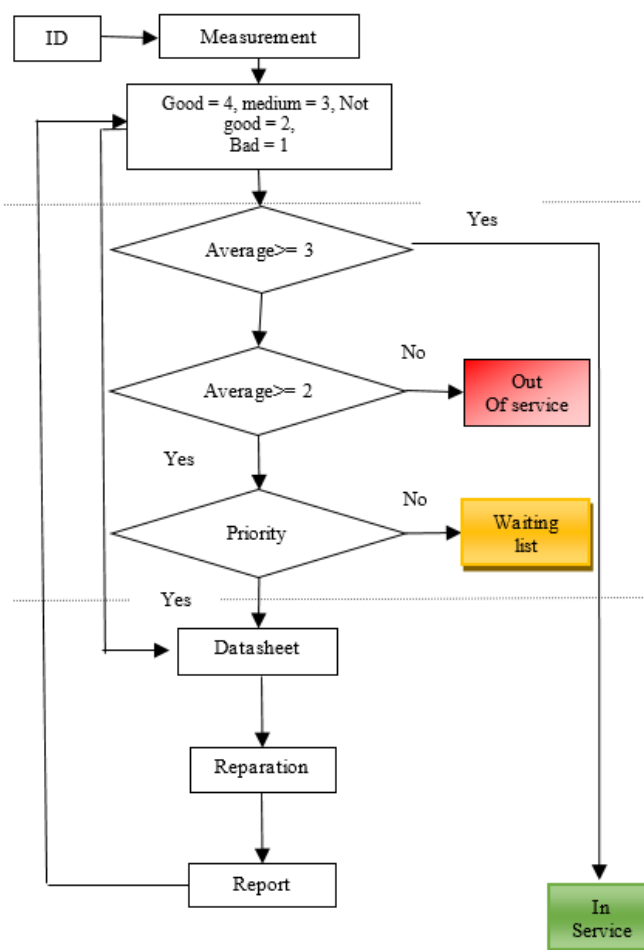 ID
Measurement
Good = 4, medium = 3, Not
good = 2,
Bad = 1
Yes
Average>= 3
No
Average>= 2
Out
Of service
Yes
No
Priority
Waiting
list
Yes
Datasheet
Reparation
Report
In
Service